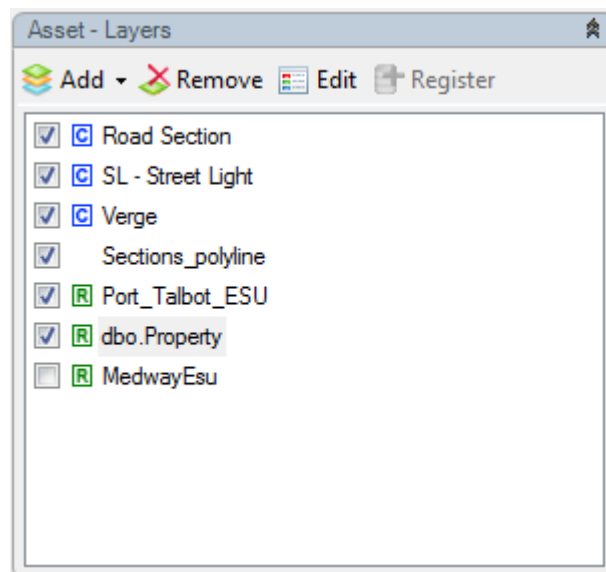 Asset - Layers
Add Remove Edit Register
C Road Section
C SL - Street Light
C Verge
Sections_polyline
R Port_Talbot_ESU
R dbo.Property
R MedwayEsu